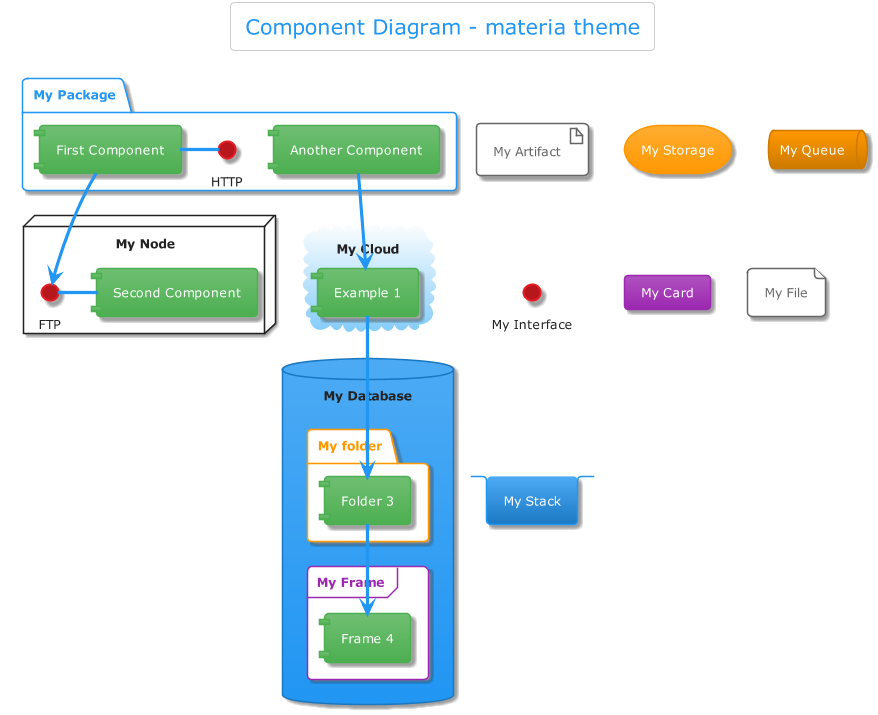 Component Diagram - materia theme
My Package
First Component
HTTP
Another Component
My Artifact
My Storage
My Queue
My Node
FTP
Second Component
My Cloud
Example 1
My Interface
My Card
My File
My Database
My folder
Folder 3
My Stack
My Frame
Frame 4